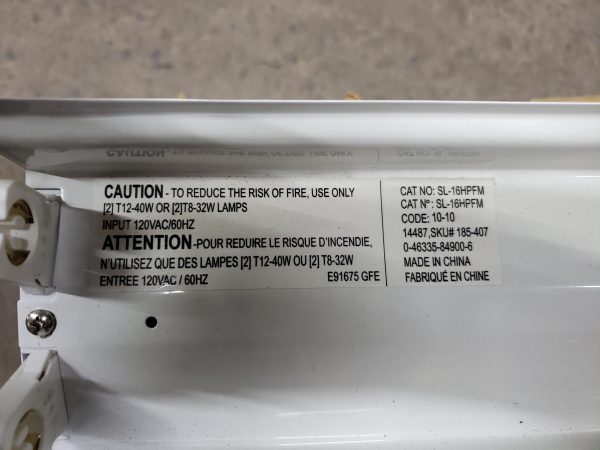 CAUTION - TO REDUCE THE RISK OF FIRE, USE ONLY
[2] T12-40W OR [2]T8-32W LAMPS
INPUT 120VAC/60HZ
ATTENTION -POUR REDUIRE LE RISQUE D'INCENDIE,
N'UTILISEZ QUE DES LAMPES [2] T12-40W OU [2] T8-32W
ENTREE 120VAC / 60HZ E91675 GFE
CAT NO: SL-16HPFM
CAT N°: SL-16HPFM
CODE: 10-10
14487, SKU# 185-407
0-46335-84900-6
MADE IN CHINA
FABRIQUÉ EN CHINE